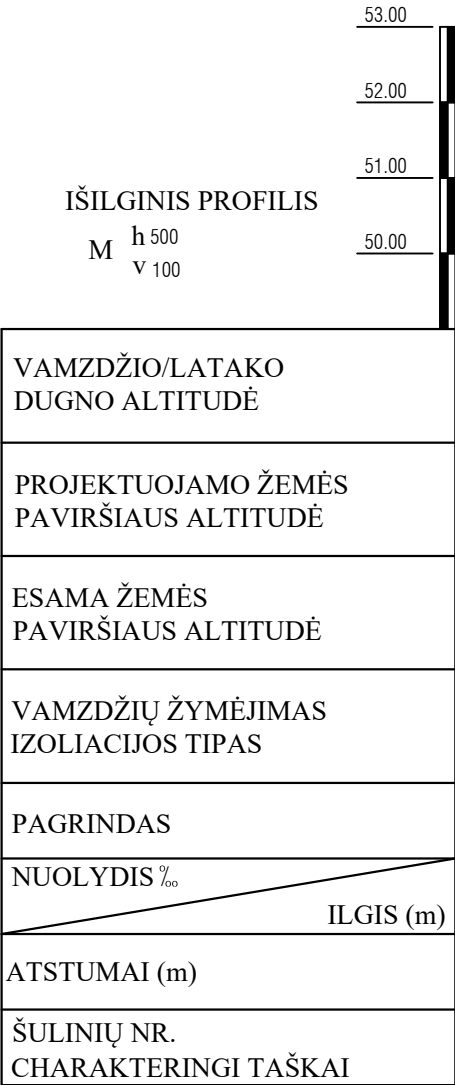 53.00
52.00
51.00
50.00
IŠILGINIS PROFILIS
M h 500
v 100
VAMZDŽIO/LATAKO
DUGNO ALTITUDĖ
PROJEKTUOJAMO ŽEMĖS
PAVIRŠIAUS ALTITUDĖ
ESAMA ŽEMĖS
PAVIRŠIAUS ALTITUDĖ
VAMZDŽIŲ ŽYMĖJIMAS
IZOLIACIJOS TIPAS
PAGRINDAS
NUOLYDIS ‰
ILGIS (m)
ATSTUMAI (m)
ŠULINIŲ NR.
CHARAKTERINGI TAŠKAI